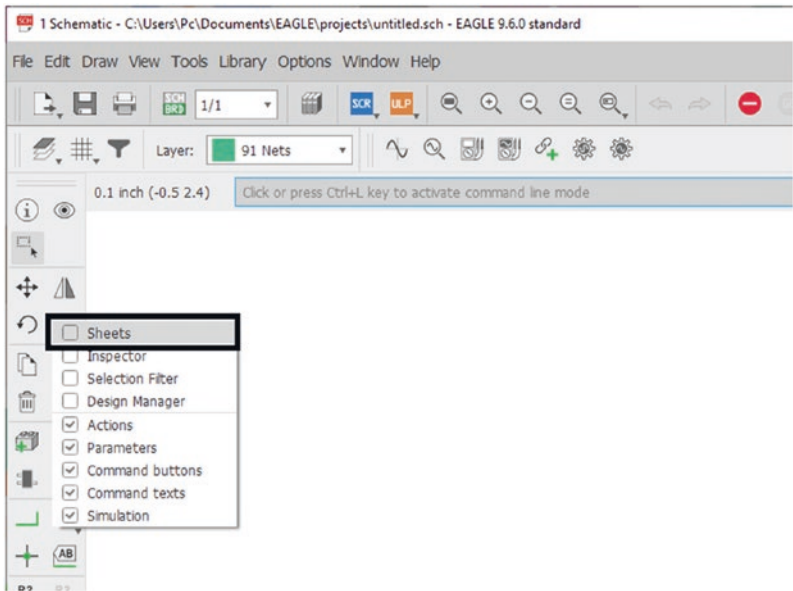 1 Schematic - C:\Users\Pc\Documents\EAGLE\projects\untitled.sch - EAGLE 9.6.0 standard
File Edit Draw View Tools Library Options Window Help
SCH BRD 1/1 SCR ULP
Layer: 91 Nets
0.1 inch (-0.5 2.4) Click or press Ctrl+L key to activate command line mode
Sheets
Inspector
Selection Filter
Design Manager
Actions
Parameters
Command buttons
Command texts
Simulation
AB
R2 R2